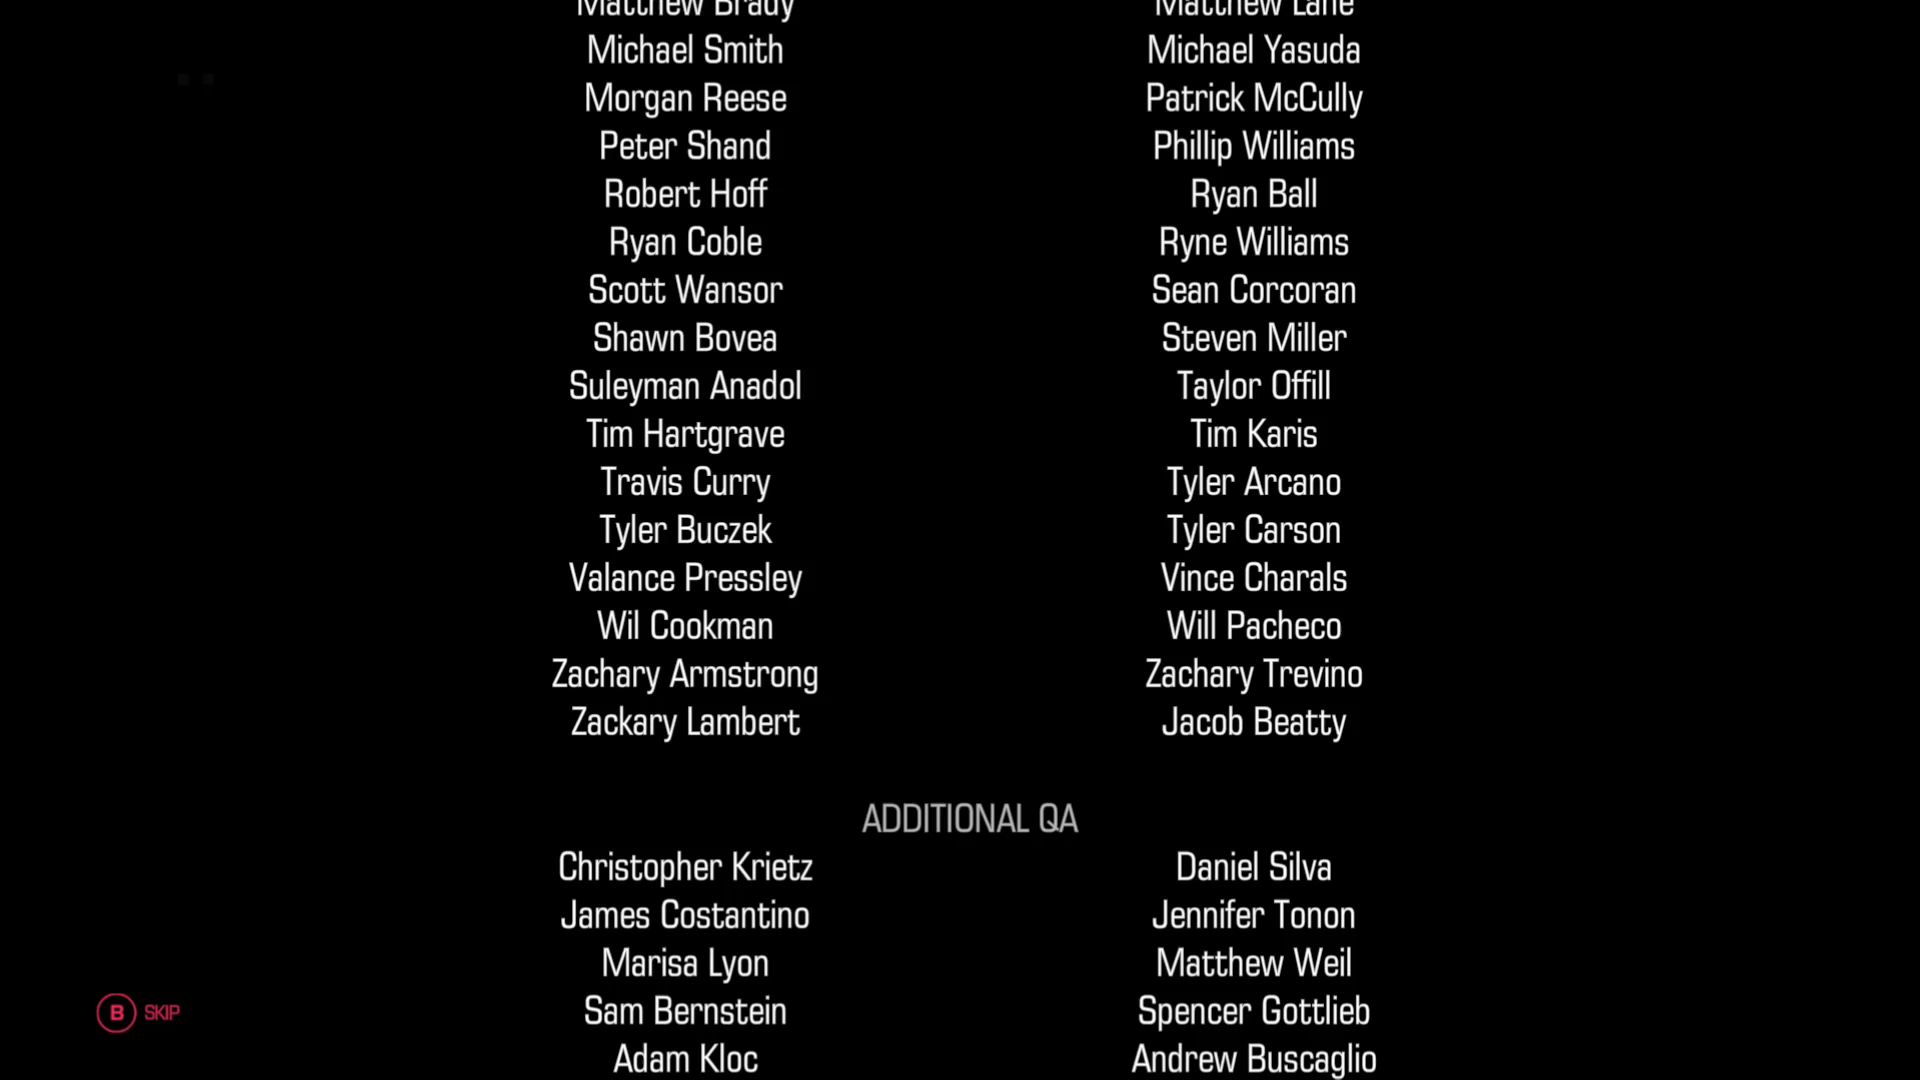 Matthew Brady Matthew Lane
Michael Smith Michael Yasuda
Morgan Reese Patrick McCully
Peter Shand Phillip Williams
Robert Hoff Ryan Ball
Ryan Coble Ryne Williams
Scott Wansor Sean Corcoran
Shawn Bovea Steven Miller
Suleyman Anadol Taylor Offill
Tim Hartgrave Tim Karis
Travis Curry Tyler Arcano
Tyler Buczek Tyler Carson
Valance Pressley Vince Charals
Wil Cookman Will Pacheco
Zachary Armstrong Zachary Trevino
Zackary Lambert Jacob Beatty
ADDITIONAL QA
Christopher Krietz Daniel Silva
James Costantino Jennifer Tonon
Marisa Lyon Matthew Weil
Sam Bernstein Spencer Gottlieb
Adam Kloc Andrew Buscaglio
B SKIP